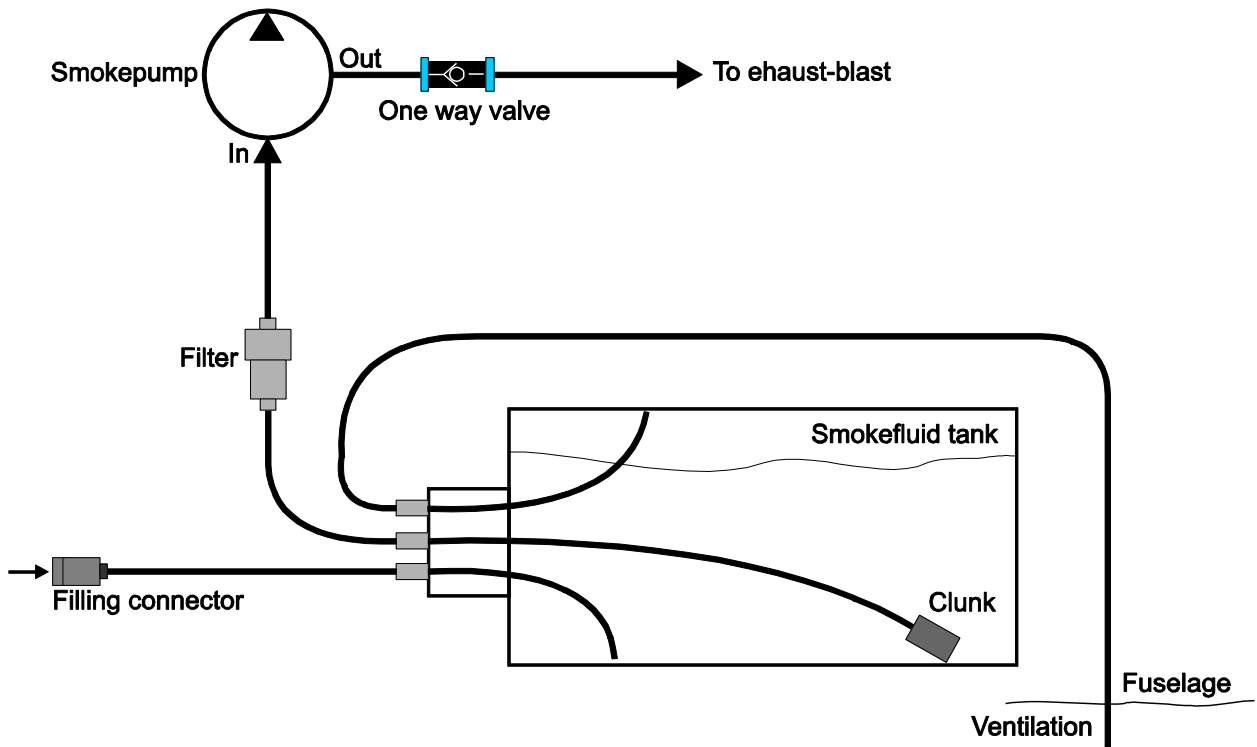 Smokepump
Out
To ehaust-blast
One way valve
In
Filter
Smokefluid tank
Filling connector
Clunk
Fuselage
Ventilation